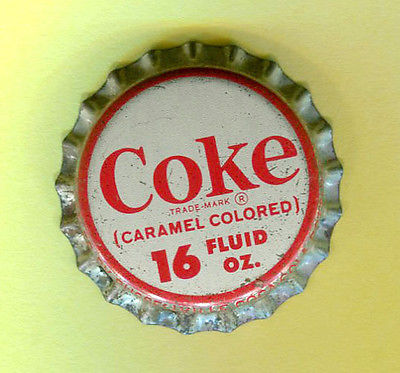 Coke
TRADE-MARK ®
(CARAMEL COLORED)
16 FLUID OZ.